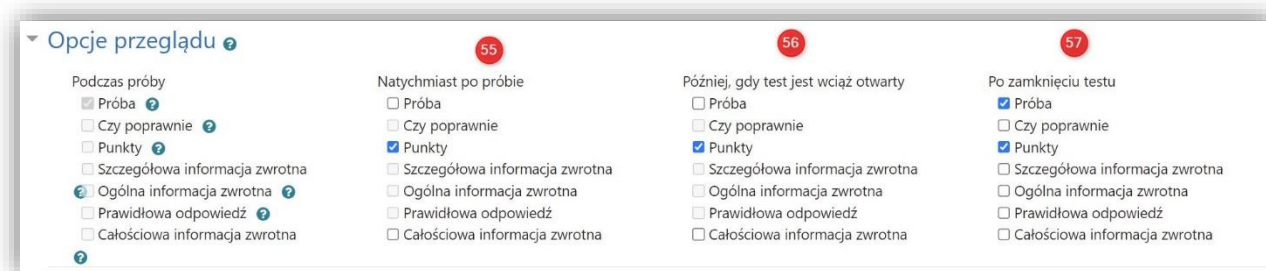 Opcje przeglądu ?
55
56
57
Podczas próby
Próba ?
Czy poprawnie ?
Punkty ?
Szczegółowa informacja zwrotna
? Ogólna informacja zwrotna ?
Prawidłowa odpowiedź ?
Całościowa informacja zwrotna
?
Natychmiast po próbie
Próba
Czy poprawnie
Punkty
Szczegółowa informacja zwrotna
Ogólna informacja zwrotna
Prawidłowa odpowiedź
Całościowa informacja zwrotna
Później, gdy test jest wciąż otwarty
Próba
Czy poprawnie
Punkty
Szczegółowa informacja zwrotna
Ogólna informacja zwrotna
Prawidłowa odpowiedź
Całościowa informacja zwrotna
Po zamknięciu testu
Próba
Czy poprawnie
Punkty
Szczegółowa informacja zwrotna
Ogólna informacja zwrotna
Prawidłowa odpowiedź
Całościowa informacja zwrotna